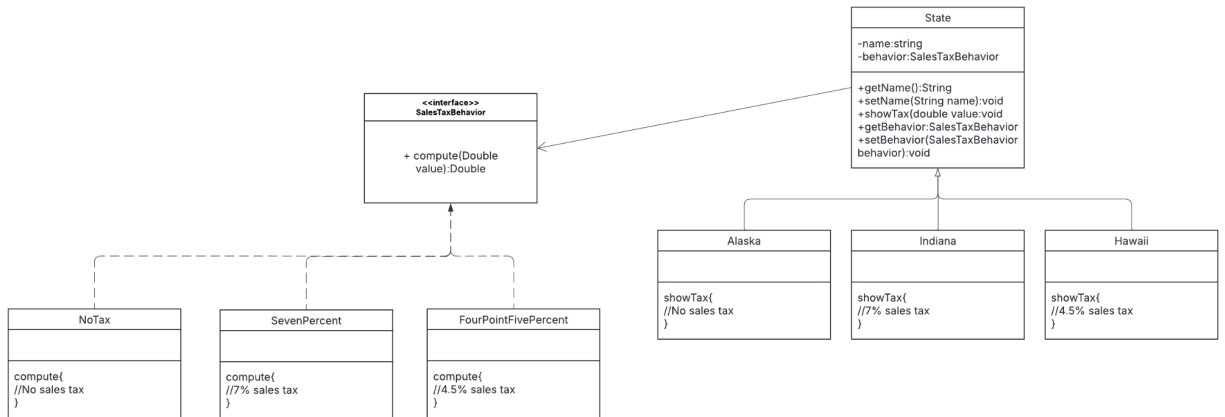 State
-name:string
-behavior:SalesTaxBehavior
+getName():String
+setName(String name):void
+showTax(double value:void
+getBehavior:SalesTaxBehavior
+setBehavior(SalesTaxBehavior
behavior):void
<<interface>>
SalesTaxBehavior
+ compute(Double
value):Double
Alaska
showTax{
//No sales tax
}
Indiana
showTax{
//7% sales tax
}
Hawaii
showTax{
//4.5% sales tax
}
NoTax
compute{
//No sales tax
}
SevenPercent
compute{
//7% sales tax
}
FourPointFivePercent
compute{
//4.5% sales tax
}